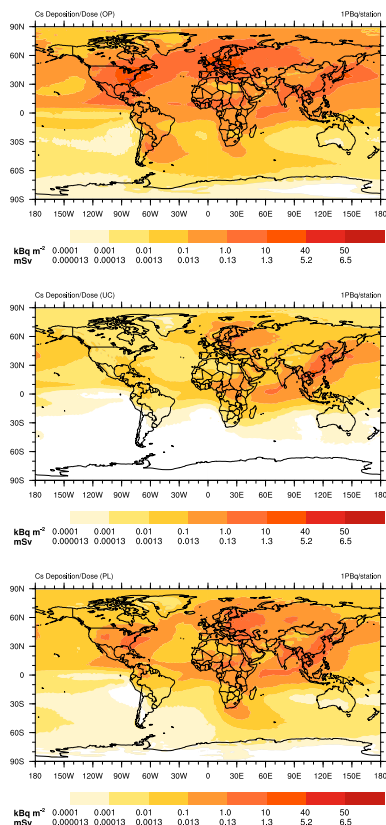 Cs Deposition/Dose (OP) 1PBq/station
90N
60N
30N
0
30S
60S
90S
180 150W 120W 90W 60W 30W 0 30E 60E 90E 120E 150E 180
kBq m-2 0.0001 0.001 0.01 0.1 1.0 10 40 50
mSv 0.000013 0.00013 0.0013 0.013 0.13 1.3 5.2 6.5
Cs Deposition/Dose (UC) 1PBq/station
90N
60N
30N
0
30S
60S
90S
180 150W 120W 90W 60W 30W 0 30E 60E 90E 120E 150E 180
kBq m-2 0.0001 0.001 0.01 0.1 1.0 10 40 50
mSv 0.000013 0.00013 0.0013 0.013 0.13 1.3 5.2 6.5
Cs Deposition/Dose (PL) 1PBq/station
90N
60N
30N
0
30S
60S
90S
180 150W 120W 90W 60W 30W 0 30E 60E 90E 120E 150E 180
kBq m-2 0.0001 0.001 0.01 0.1 1.0 10 40 50
mSv 0.000013 0.00013 0.0013 0.013 0.13 1.3 5.2 6.5